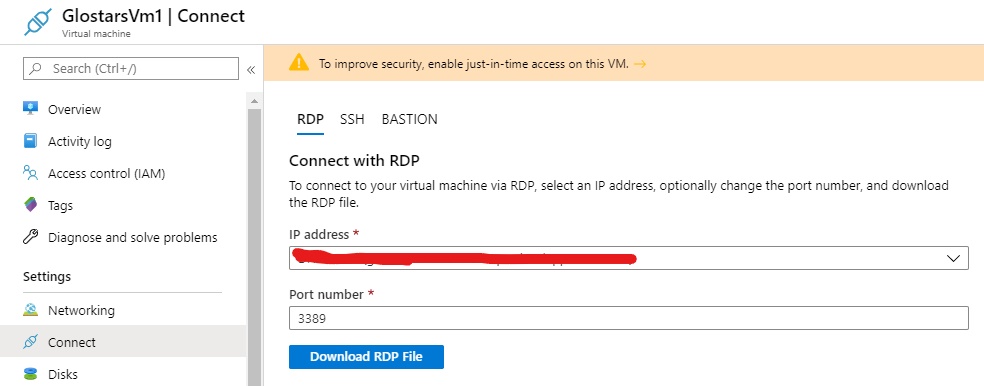 GlostarsVm1 | Connect
Virtual machine
Search (Ctrl+/)
«
Overview
Activity log
Access control (IAM)
Tags
Diagnose and solve problems
Settings
Networking
Connect
Disks
To improve security, enable just-in-time access on this VM. →
RDP SSH BASTION
Connect with RDP
To connect to your virtual machine via RDP, select an IP address, optionally change the port number, and download
the RDP file.
IP address *
Port number *
3389
Download RDP File